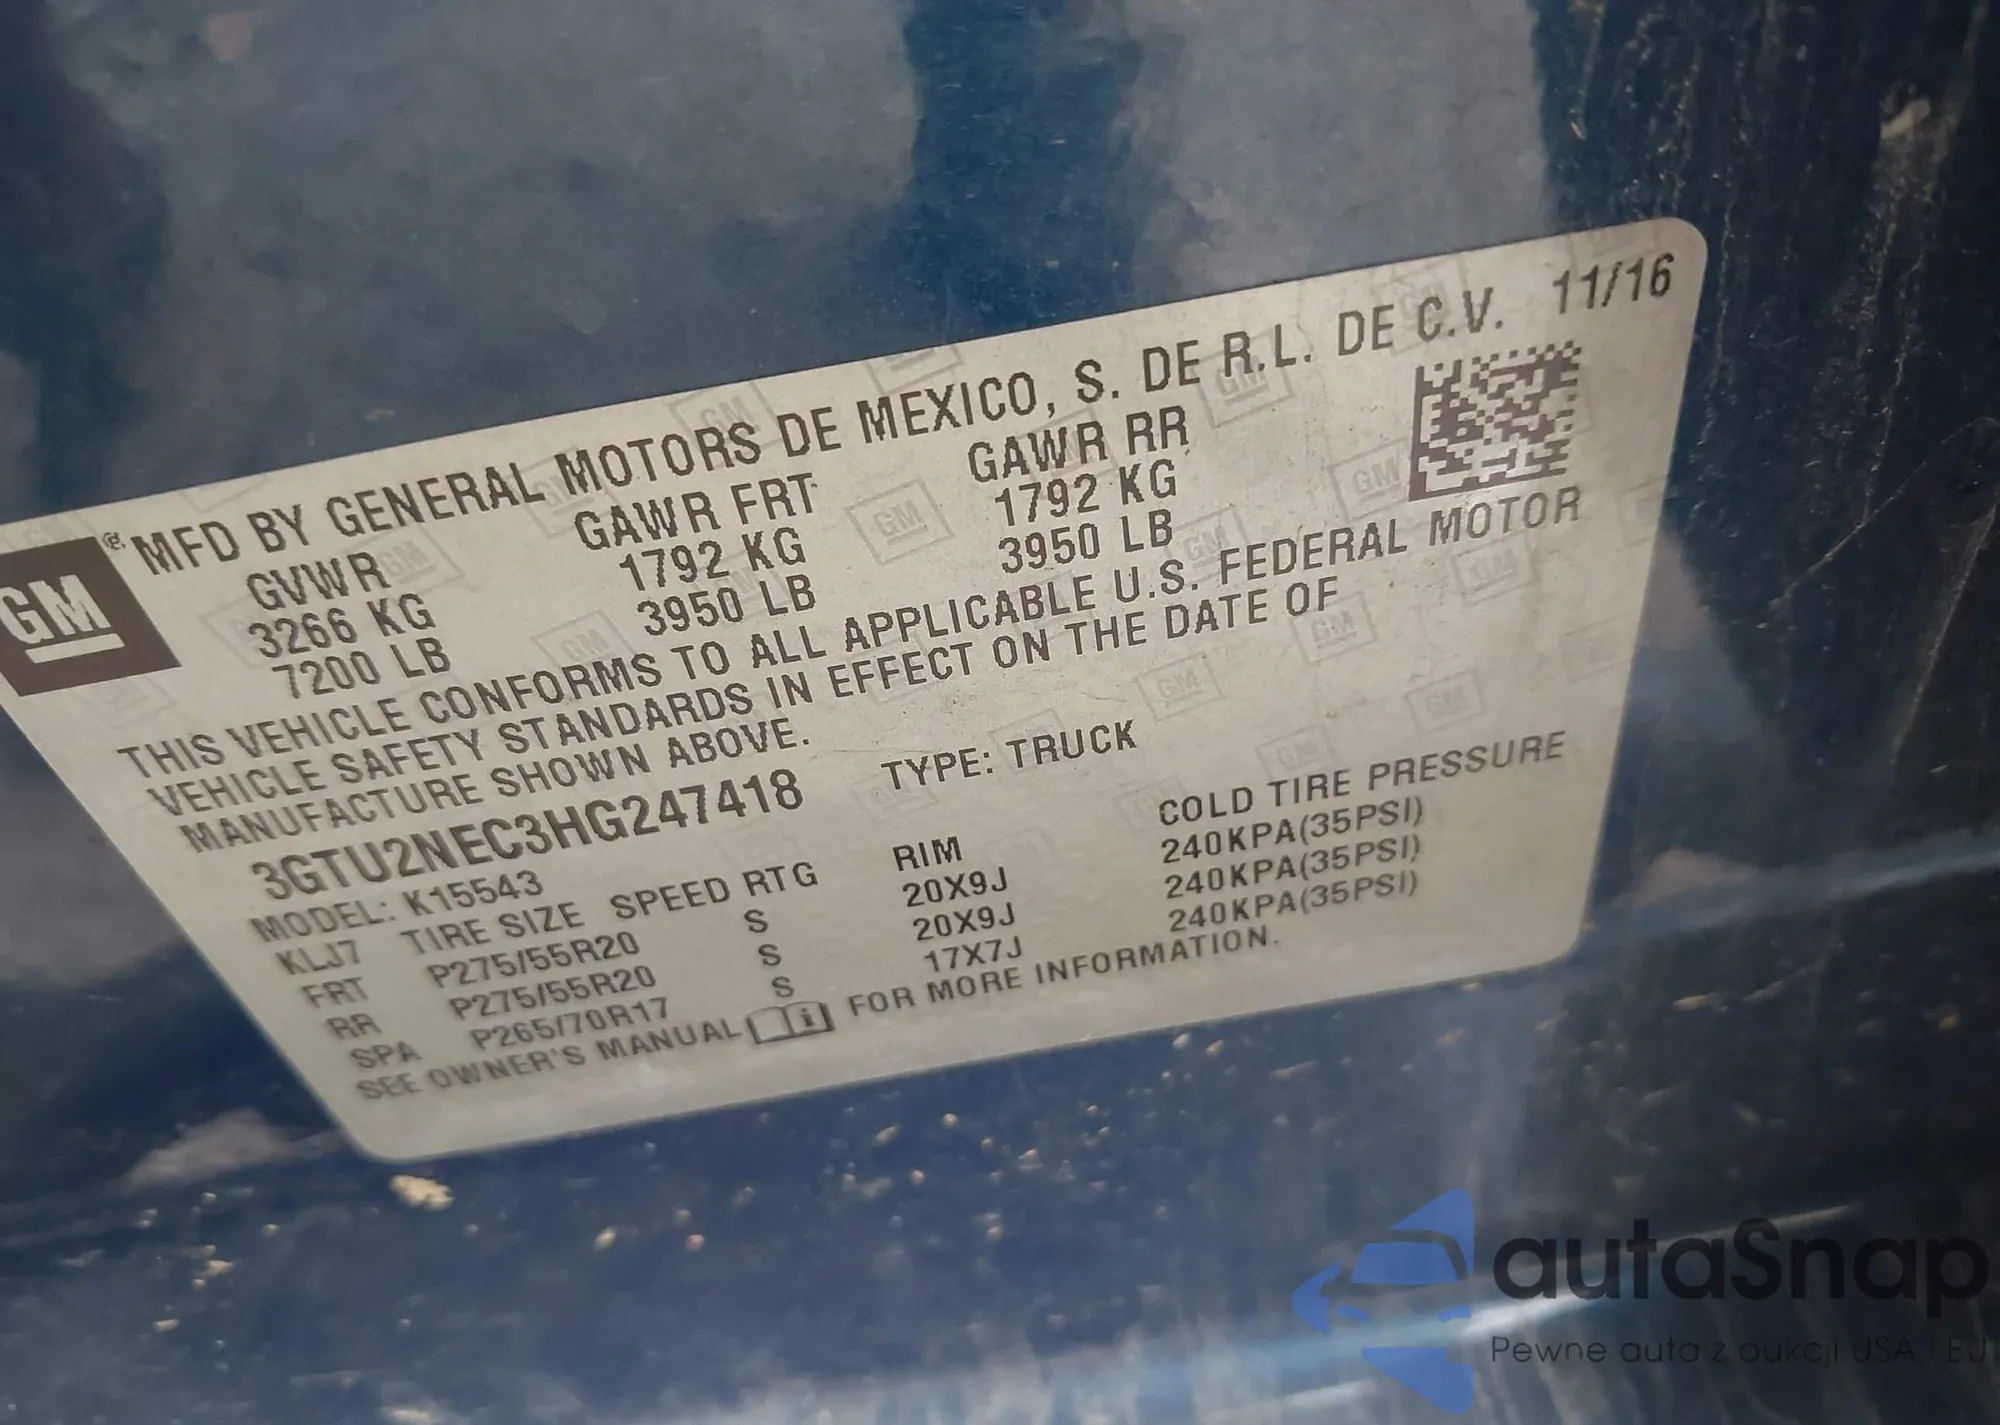 GM ® MFD BY GENERAL MOTORS DE MEXICO, S. DE R.L. DE C.V. 11/16
GVWR GAWR FRT GAWR RR
3266 KG 1792 KG 1792 KG
7200 LB 3950 LB 3950 LB
THIS VEHICLE CONFORMS TO ALL APPLICABLE U.S. FEDERAL MOTOR
VEHICLE SAFETY STANDARDS IN EFFECT ON THE DATE OF
MANUFACTURE SHOWN ABOVE.
3GTU2NEC3HG247418 TYPE: TRUCK
MODEL: K15543
KLJ7 TIRE SIZE SPEED RTG RIM COLD TIRE PRESSURE
FRT P275/55R20 S 20X9J 240KPA(35PSI)
RR P275/55R20 S 20X9J 240KPA(35PSI)
SPA P265/70R17 S 17X7J 240KPA(35PSI)
SEE OWNER'S MANUAL i FOR MORE INFORMATION.
autaSnap
Pewne auta z aukcji USA i EU